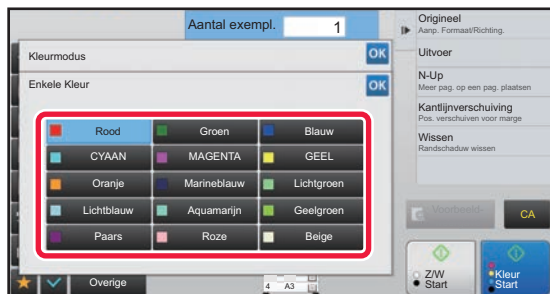 Aantal exempl. 1
Kleurmodus OK
Enkele Kleur OK
Rood Groen Blauw
CYAAN MAGENTA GEEL
Oranje Marineblauw Lichtgroen
Lichtblauw Aquamarijn Geelgroen
Paars Roze Beige
Overige
4 A3
Origineel
Aanp. Formaat/Richting.
Uitvoer
N-Up
Meer pag. op een pag. plaatsen
Kantlijnverschuiving
Pos. verschuiven voor marge
Wissen
Randschaduw wissen
Voorbeeld-
CA
Z/W
Start
Kleur
Start